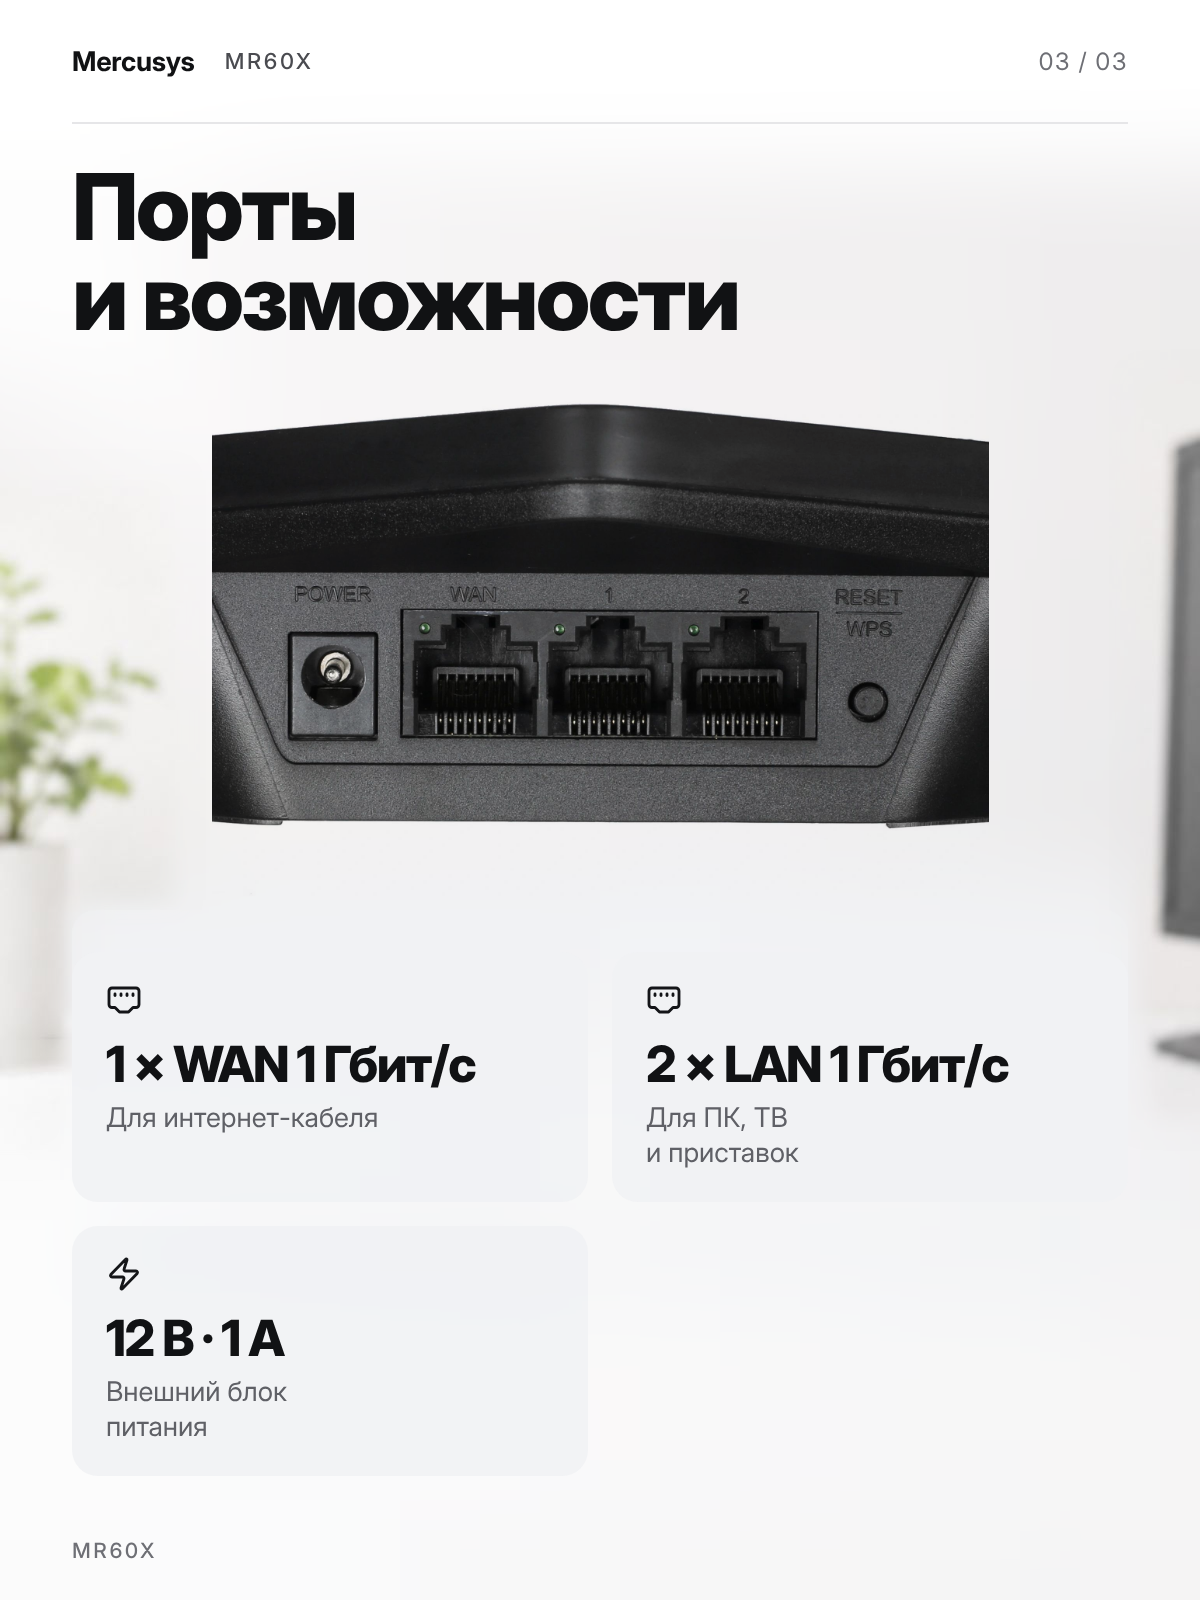 Mercusys MR60X 03 / 03
Порты
и возможности
POWER WAN 1 2 RESET
WPS
1 × WAN 1 Гбит/с
Для интернет-кабеля
2 × LAN 1 Гбит/с
Для ПК, ТВ
и приставок
12 В · 1 А
Внешний блок
питания
MR60X